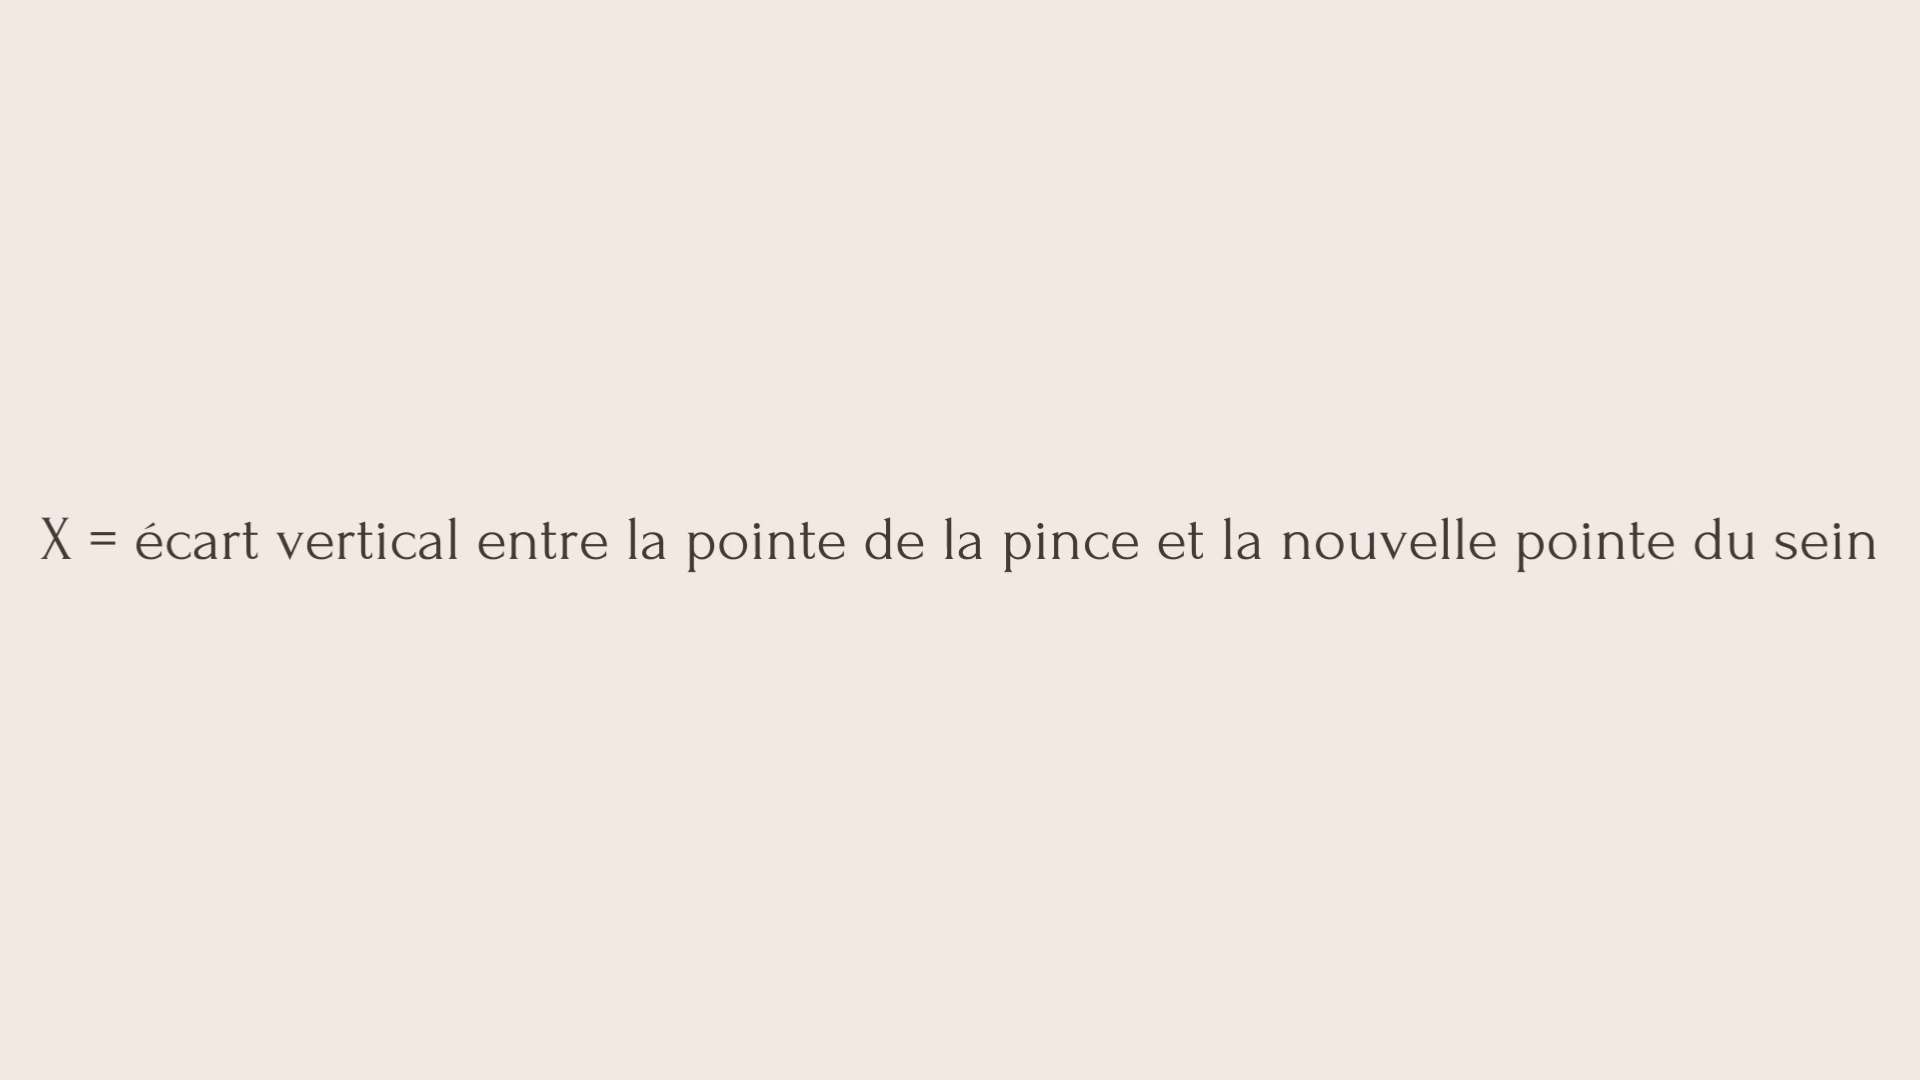 X = écart vertical entre la pointe de la pince et la nouvelle pointe du sein